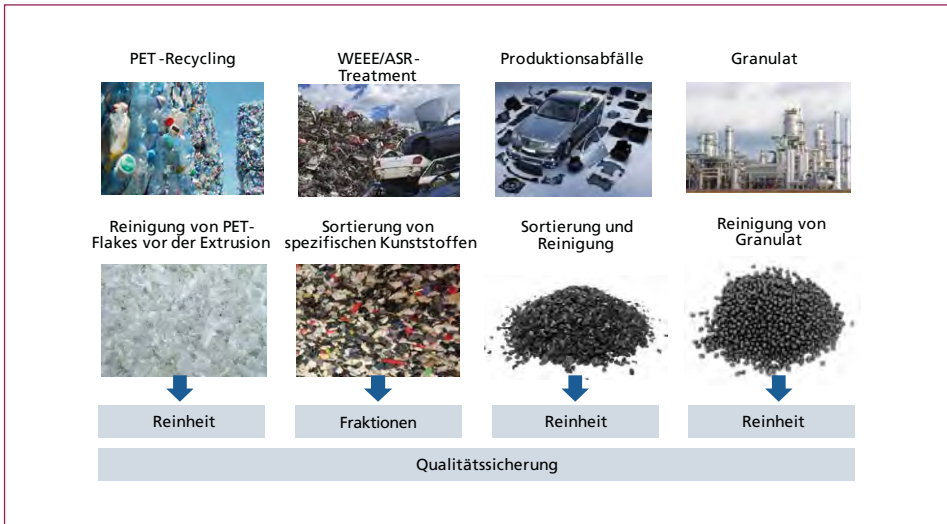 PET -Recycling
WEEE/ASR-
Treatment
Produktionsabfälle
Granulat
Reinigung von PET-
Flakes vor der Extrusion
Sortierung von
spezifischen Kunststoffen
Sortierung und
Reinigung
Reinigung von
Granulat
Reinheit
Fraktionen
Reinheit
Reinheit
Qualitätssicherung